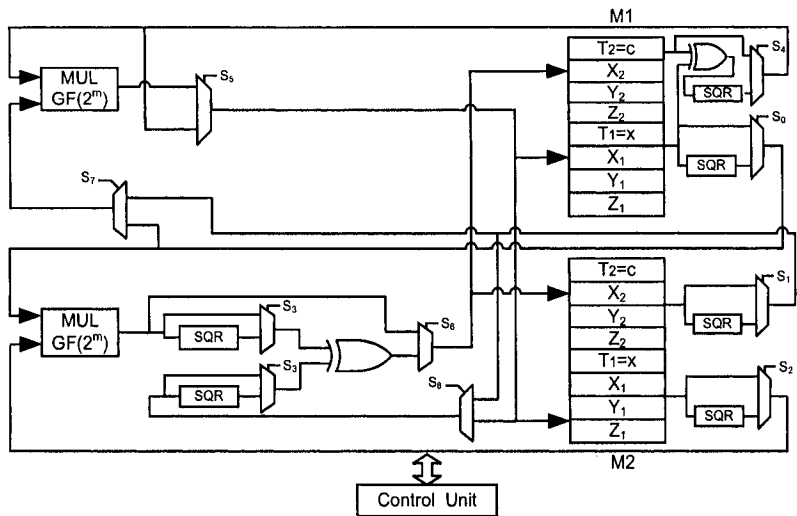 M1
MUL
GF(2^m)
S5
T2=c
X2
Y2
Z2
T1=x
X1
Y1
Z1
SQR
S4
SQR
S0
S7
MUL
GF(2^m)
S3
SQR
S3
SQR
S6
S8
T2=c
X2
Y2
Z2
T1=x
X1
Y1
Z1
SQR
S1
SQR
S2
M2
Control Unit